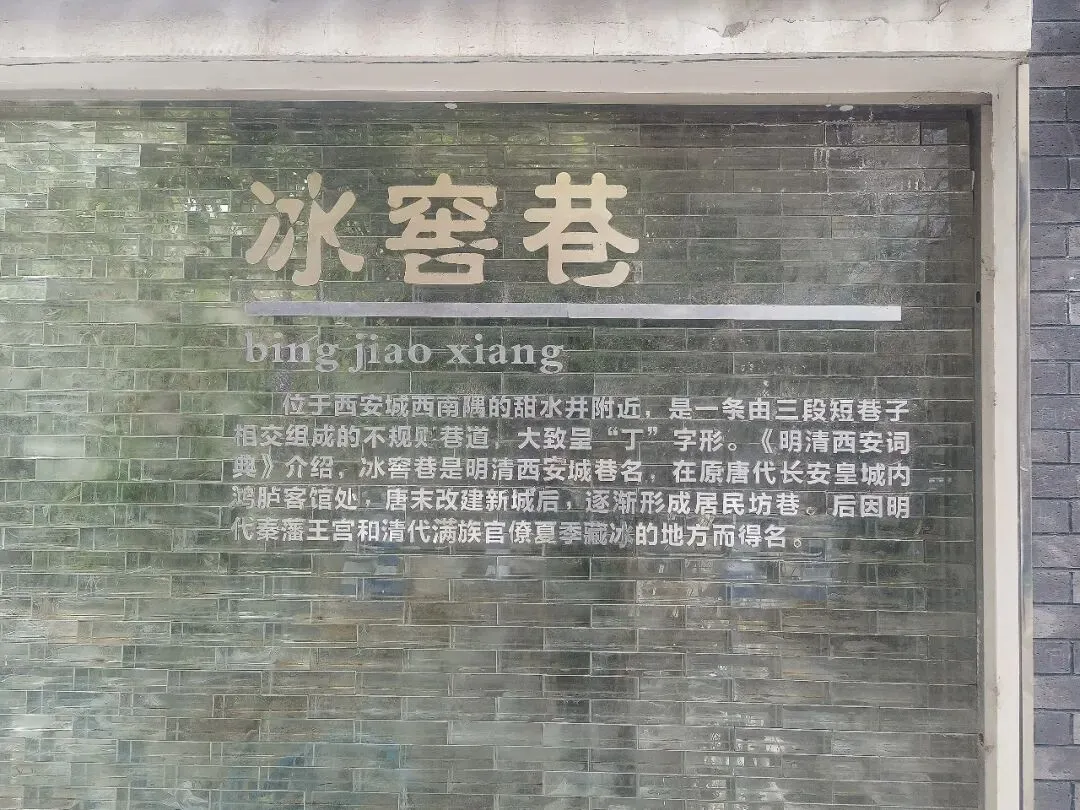 冰窖巷
bing jiao xiang
位于西安城西南隅的甜水井附近，是一条由三段短巷子
相交组成的不规则巷道，大致呈“丁”字形。《明清西安词
典》介绍，冰窖巷是明清西安城巷名，在原唐代长安皇城内
鸿胪客馆处，唐末改建新城后，逐渐形成居民坊巷。后因明
代秦藩王宫和清代满族官僚夏季藏冰的地方而得名。